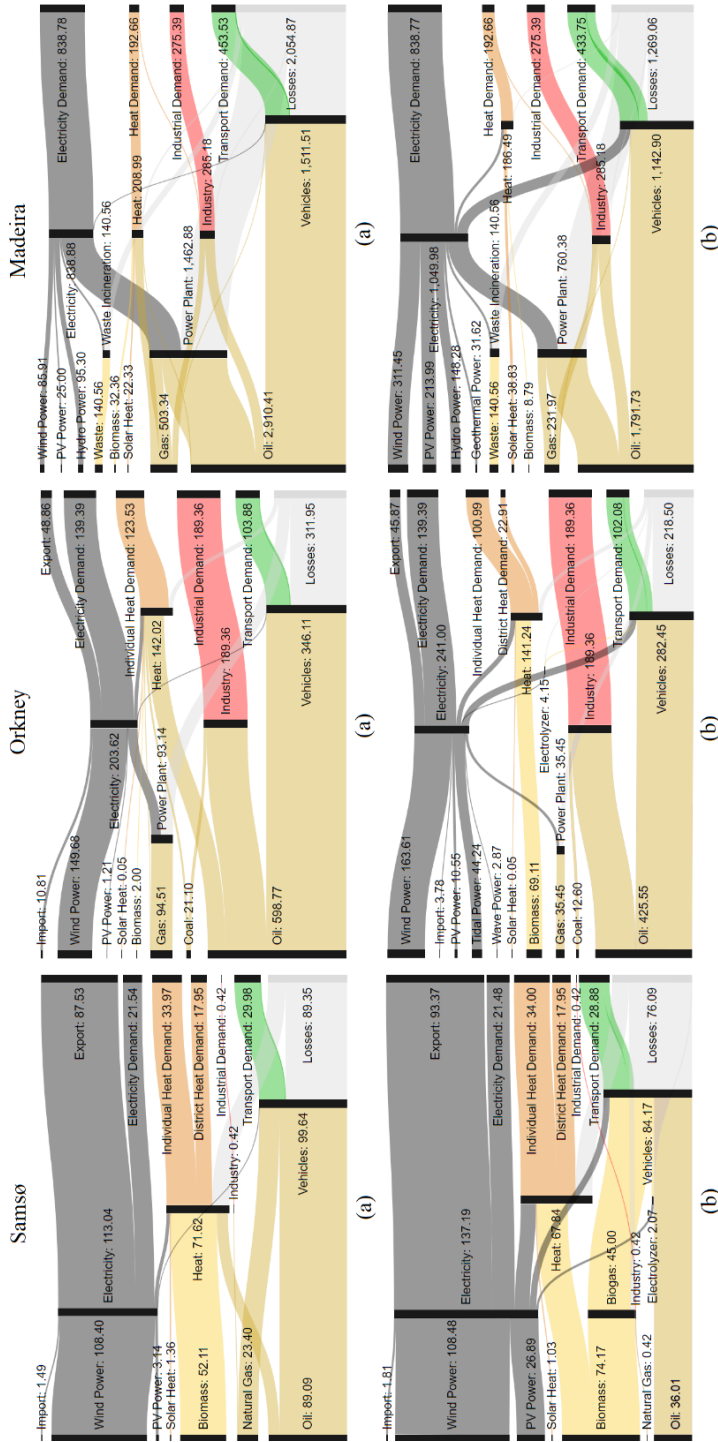 Samsø
Import: 1.49
Wind Power: 108.40
PV Power: 3.14
Solar Heat: 1.36
Biomass: 52.11
Natural Gas: 23.40
Oil: 89.09
Electricity: 113.04
Heat: 71.62
Industry: 0.42
Vehicles: 99.64
Export: 87.53
Electricity Demand: 21.54
Individual Heat Demand: 33.97
District Heat Demand: 17.95
Industrial Demand: 0.42
Transport Demand: 29.98
Losses: 89.35
(a)
Import: 1.81
Wind Power: 108.48
PV Power: 26.89
Solar Heat: 1.03
Biomass: 74.17
Natural Gas: 0.42
Oil: 36.01
Electricity: 137.19
Heat: 67.84
Biogas: 45.00
Industry: 0.42
Electrolyzer: 2.07
Vehicles: 84.17
Export: 93.37
Electricity Demand: 21.48
Individual Heat Demand: 34.00
District Heat Demand: 17.95
Industrial Demand: 0.42
Transport Demand: 28.88
Losses: 76.09
(b)
Orkney
Import: 10.81
Wind Power: 149.68
PV Power: 1.21
Solar Heat: 0.05
Biomass: 2.00
Gas: 94.51
Coal: 21.10
Oil: 598.77
Electricity: 203.62
Power Plant: 93.14
Heat: 142.02
Industry: 189.36
Vehicles: 346.11
Export: 48.86
Electricity Demand: 139.39
Individual Heat Demand: 123.53
Industrial Demand: 189.36
Transport Demand: 103.88
Losses: 311.95
(a)
Wind Power: 163.61
Import: 3.78
PV Power: 10.55
Tidal Power: 44.24
Wave Power: 2.87
Solar Heat: 0.05
Biomass: 69.11
Gas: 35.45
Coal: 12.60
Oil: 425.55
Electricity: 241.00
Power Plant: 35.45
Electrolyzer: 4.15
Heat: 141.24
Industry: 189.36
Vehicles: 282.45
Export: 45.87
Electricity Demand: 139.39
Individual Heat Demand: 100.99
District Heat Demand: 22.91
Industrial Demand: 189.36
Transport Demand: 102.08
Losses: 218.50
(b)
Madeira
Wind Power: 85.91
PV Power: 25.00
Hydro Power: 95.30
Waste: 140.56
Biomass: 32.36
Solar Heat: 22.33
Gas: 503.34
Oil: 2,910.41
Electricity: 838.88
Waste Incineration: 140.56
Power Plant: 1,462.88
Heat: 208.99
Industry: 285.18
Vehicles: 1,511.51
Electricity Demand: 838.78
Heat Demand: 192.66
Industrial Demand: 275.39
Transport Demand: 453.53
Losses: 2,054.87
(a)
Wind Power: 311.45
PV Power: 213.99
Hydro Power: 148.28
Geothermal Power: 31.62
Waste: 140.56
Solar Heat: 38.83
Biomass: 8.79
Gas: 231.97
Oil: 1,791.73
Electricity: 1,049.98
Waste Incineration: 140.56
Power Plant: 760.38
Heat: 186.49
Industry: 285.18
Vehicles: 1,142.90
Electricity Demand: 838.77
Heat Demand: 192.66
Industrial Demand: 275.39
Transport Demand: 433.75
Losses: 1,269.06
(b)